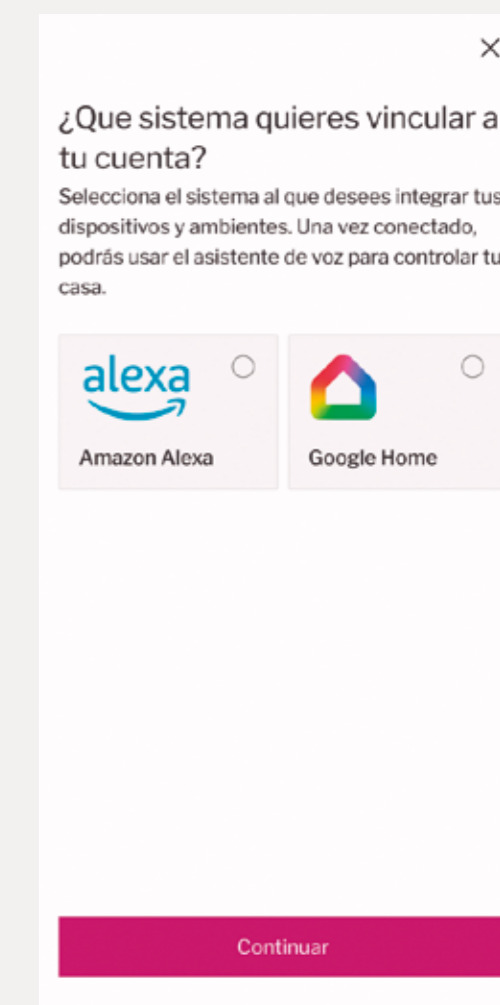 ¿Que sistema quieres vincular a
tu cuenta?
Selecciona el sistema al que desees integrar tus
dispositivos y ambientes. Una vez conectado,
podrás usar el asistente de voz para controlar tu
casa.
alexa
Amazon Alexa
Google Home
Continuar